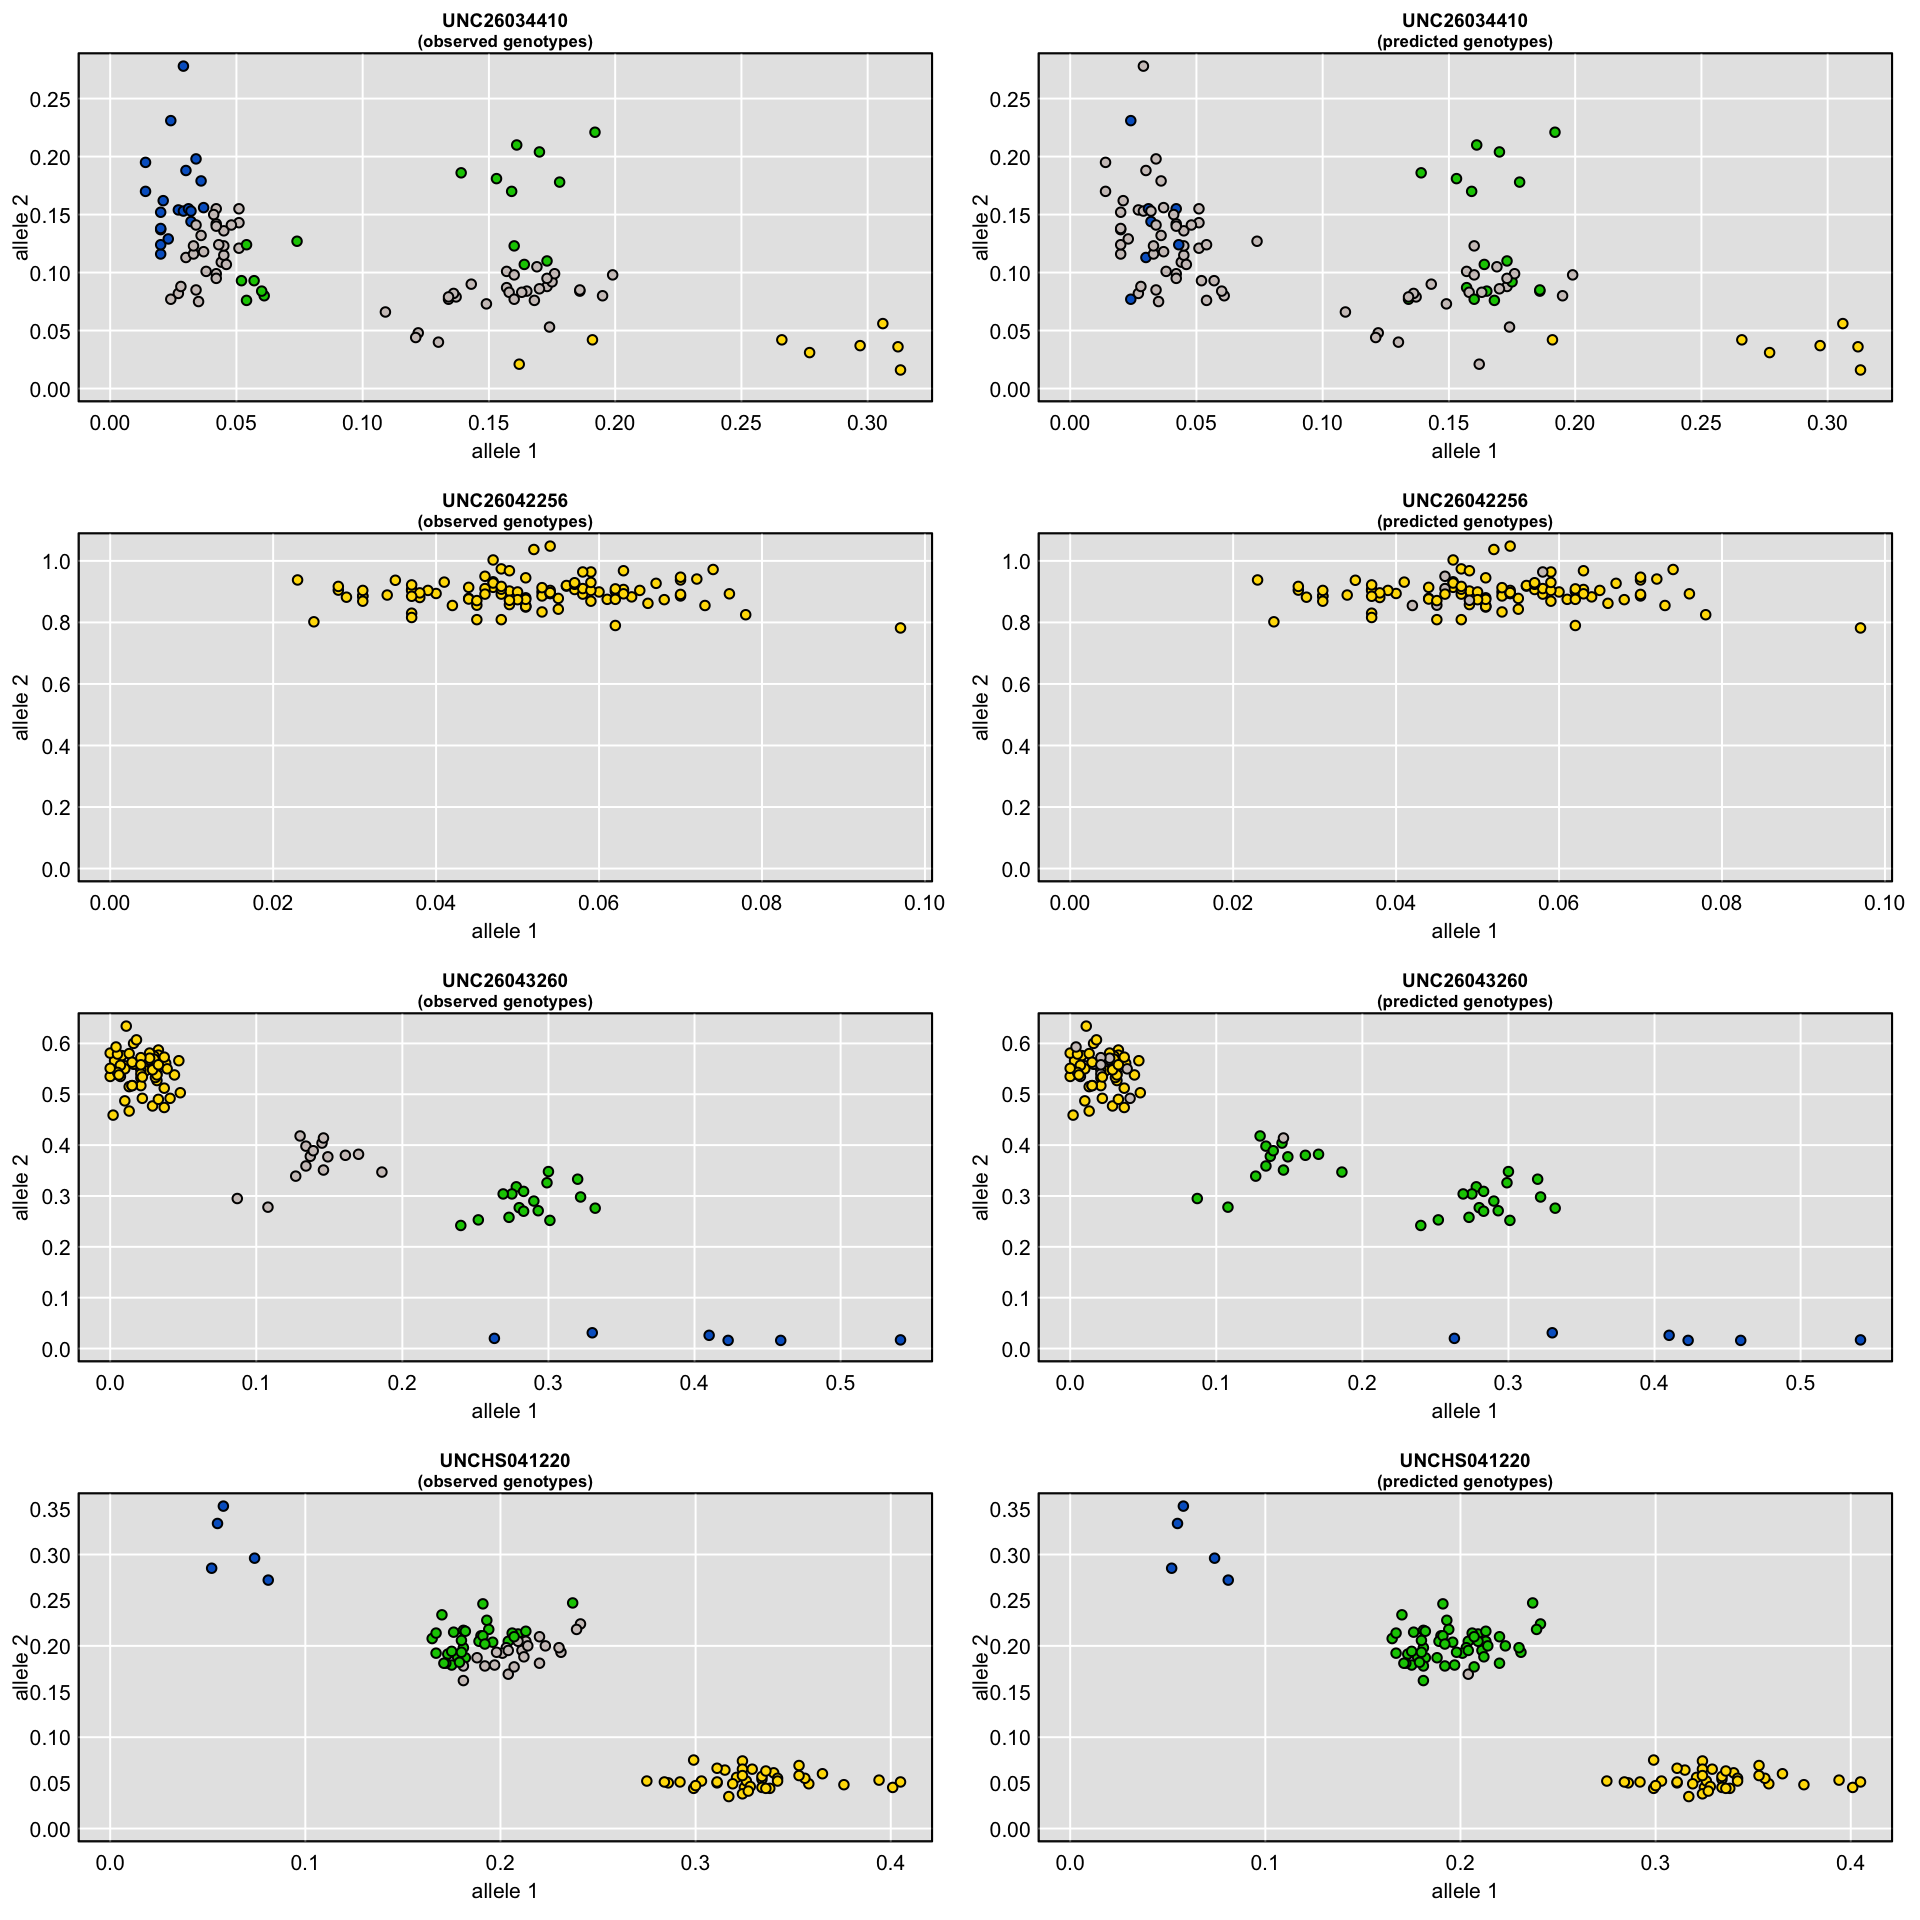 UNC26034410
(observed genotypes)
allele 2
0.25
0.20
0.15
0.10
0.05
0.00
0.00 0.05 0.10 0.15 0.20 0.25 0.30
allele 1
UNC26034410
(predicted genotypes)
allele 2
0.25
0.20
0.15
0.10
0.05
0.00
0.00 0.05 0.10 0.15 0.20 0.25 0.30
allele 1
UNC26042256
(observed genotypes)
allele 2
1.0
0.8
0.6
0.4
0.2
0.0
0.00 0.02 0.04 0.06 0.08 0.10
allele 1
UNC26042256
(predicted genotypes)
allele 2
1.0
0.8
0.6
0.4
0.2
0.0
0.00 0.02 0.04 0.06 0.08 0.10
allele 1
UNC26043260
(observed genotypes)
allele 2
0.6
0.5
0.4
0.3
0.2
0.1
0.0
0.0 0.1 0.2 0.3 0.4 0.5
allele 1
UNC26043260
(predicted genotypes)
allele 2
0.6
0.5
0.4
0.3
0.2
0.1
0.0
0.0 0.1 0.2 0.3 0.4 0.5
allele 1
UNCHS041220
(observed genotypes)
allele 2
0.35
0.30
0.25
0.20
0.15
0.10
0.05
0.00
0.0 0.1 0.2 0.3 0.4
allele 1
UNCHS041220
(predicted genotypes)
allele 2
0.35
0.30
0.25
0.20
0.15
0.10
0.05
0.00
0.0 0.1 0.2 0.3 0.4
allele 1